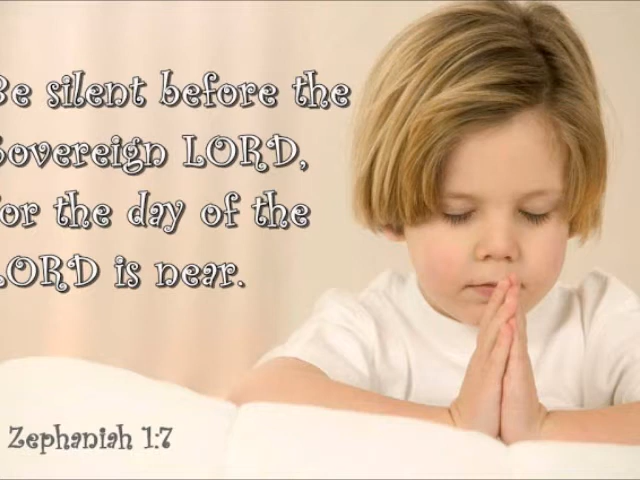 Be silent before the
Sovereign LORD,
for the day of the
LORD is near.
Zephaniah 1:7